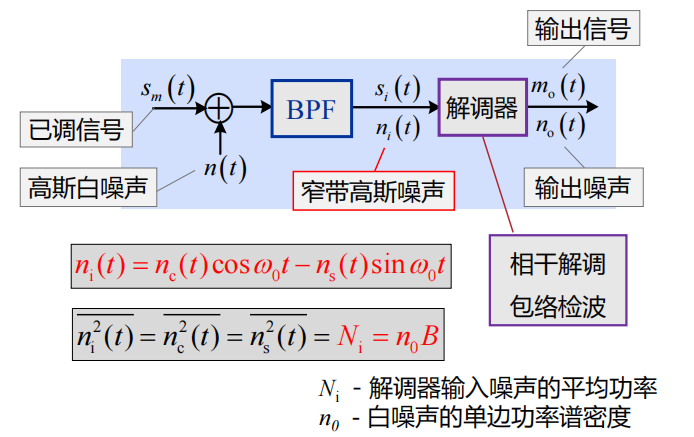 输出信号
s_m(t)
BPF
s_i(t)
n_i(t)
解调器
m_o(t)
n_o(t)
已调信号
高斯白噪声
n(t)
窄带高斯噪声
输出噪声
n_i(t) = n_c(t) cos ω_0 t − n_s(t) sin ω_0 t
相干解调
包络检波
\overline{n_i^2(t)} = \overline{n_c^2(t)} = \overline{n_s^2(t)} = N_i = n_0 B
N_i - 解调器输入噪声的平均功率
n_0 - 白噪声的单边功率谱密度